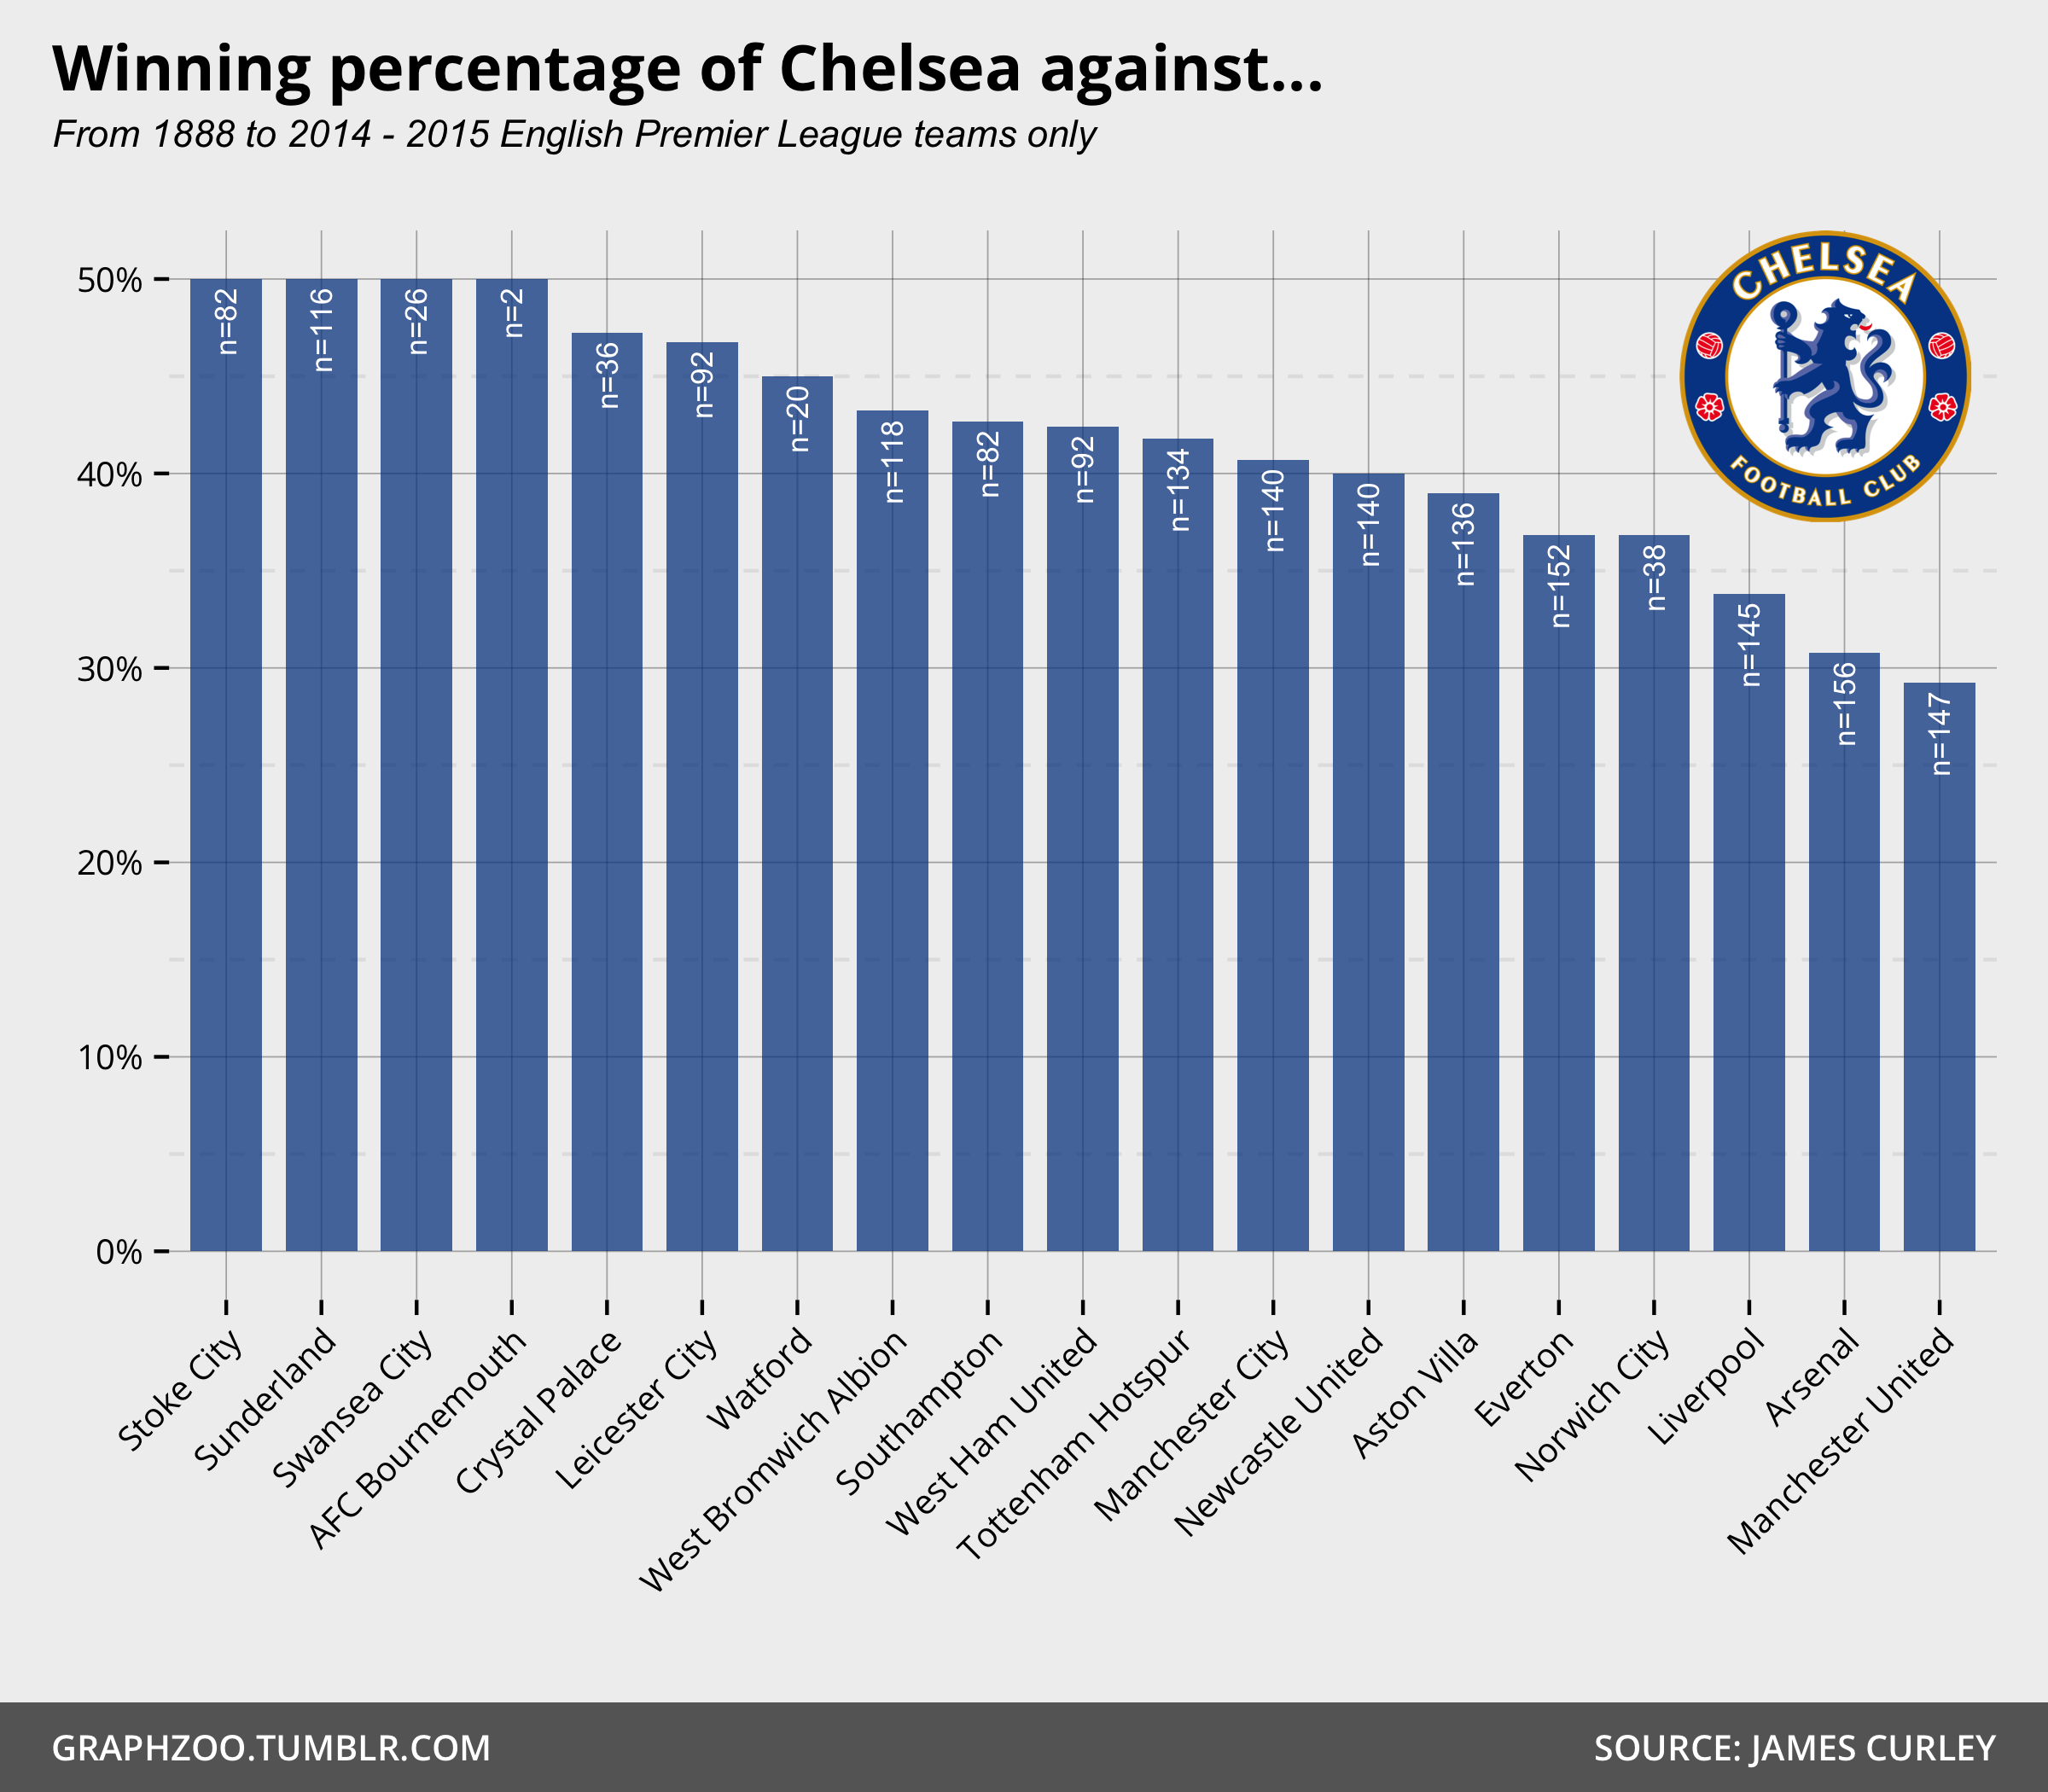 Winning percentage of Chelsea against...
From 1888 to 2014 - 2015 English Premier League teams only
CHELSEA
FOOTBALL CLUB
50%
40%
30%
20%
10%
0%
n=82
n=116
n=26
n=2
n=36
n=92
n=20
n=118
n=82
n=92
n=134
n=140
n=140
n=136
n=152
n=38
n=145
n=156
n=147
Stoke City
Sunderland
Swansea City
AFC Bournemouth
Crystal Palace
Leicester City
Watford
West Bromwich Albion
Southampton
West Ham United
Tottenham Hotspur
Manchester City
Newcastle United
Aston Villa
Everton
Norwich City
Liverpool
Arsenal
Manchester United
GRAPHZOO.TUMBLR.COM
SOURCE: JAMES CURLEY